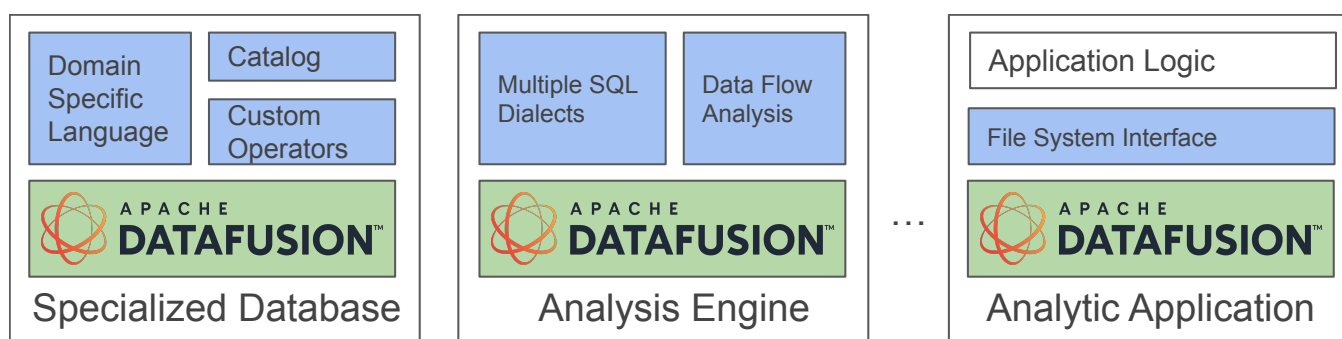 Domain
Specific
Language
Catalog
Custom
Operators
APACHE
DATAFUSION™
Specialized Database
Multiple SQL
Dialects
Data Flow
Analysis
APACHE
DATAFUSION™
Analysis Engine
...
Application Logic
File System Interface
APACHE
DATAFUSION™
Analytic Application